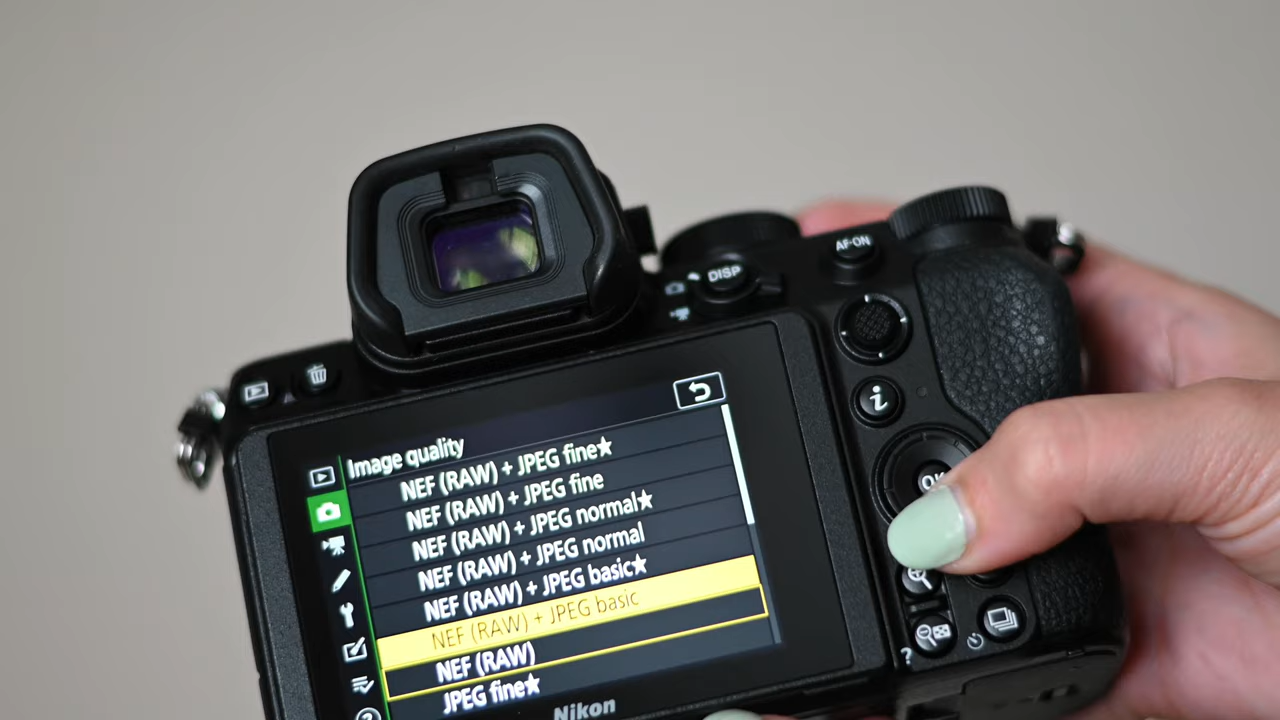 AF-ON
DISP
i
Image quality
NEF (RAW) + JPEG fine★
NEF (RAW) + JPEG fine
NEF (RAW) + JPEG normal★
NEF (RAW) + JPEG normal
NEF (RAW) + JPEG basic★
NEF (RAW) + JPEG basic
NEF (RAW)
JPEG fine★
?
Nikon